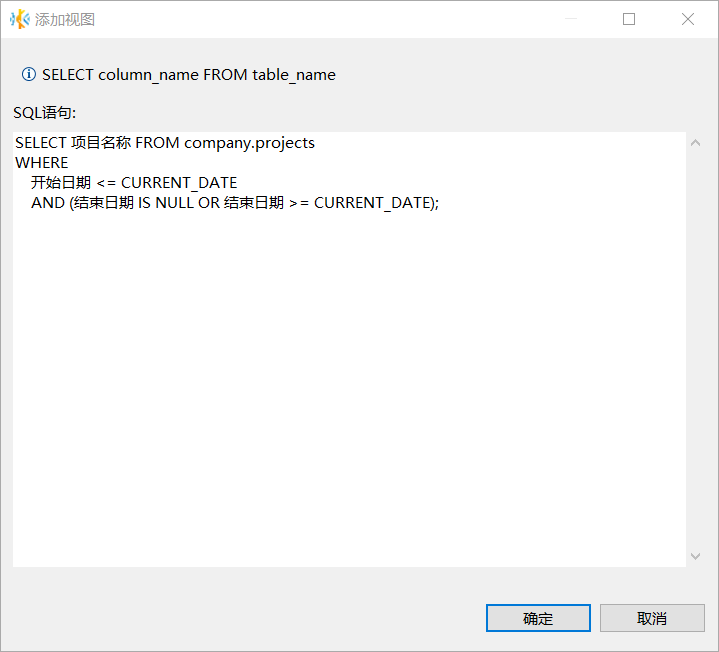 添加视图
SELECT column_name FROM table_name
SQL语句:
SELECT 项目名称 FROM company.projects
WHERE
    开始日期 <= CURRENT_DATE
    AND (结束日期 IS NULL OR 结束日期 >= CURRENT_DATE);
确定
取消